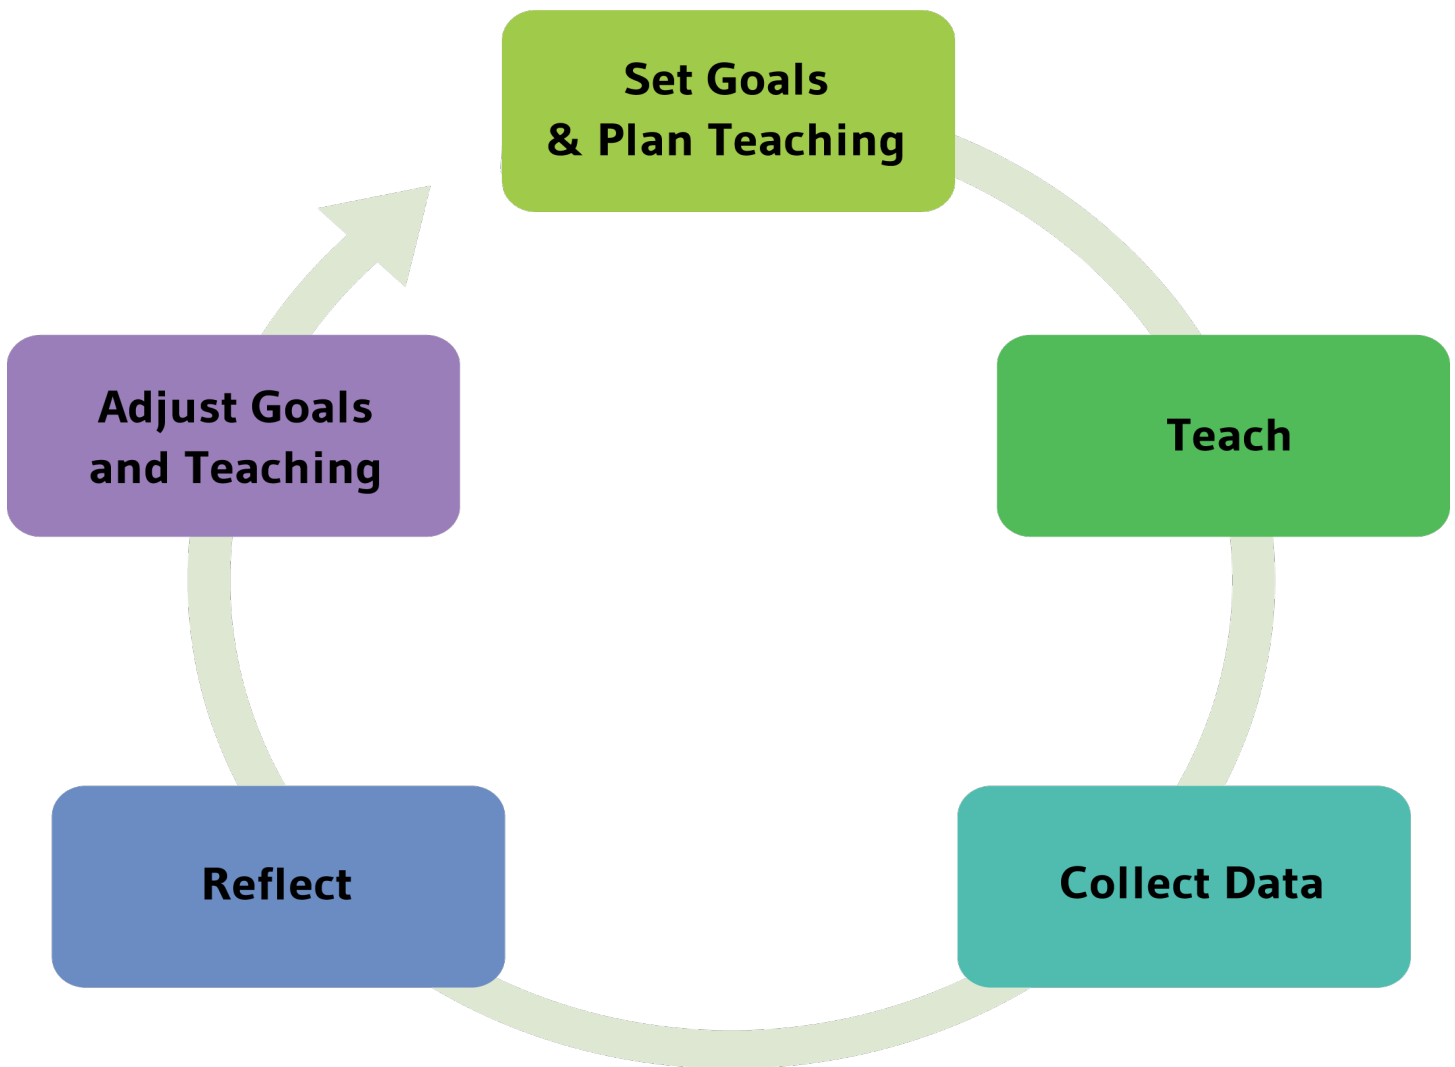 Set Goals
& Plan Teaching
Teach
Collect Data
Reflect
Adjust Goals
and Teaching